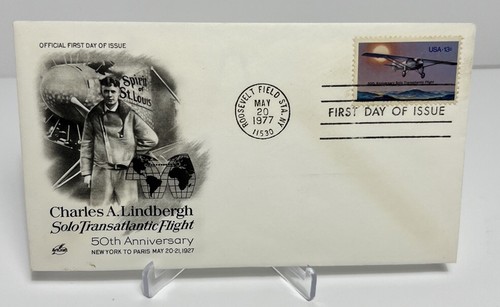 OFFICIAL FIRST DAY OF ISSUE
Spirit
of
St. Louis
Charles A. Lindbergh
Solo Transatlantic Flight
50th Anniversary
NEW YORK TO PARIS MAY 20-21, 1927
ROOSEVELT FIELD STA. NY
MAY
20
1977
11530
USA 13c
FIRST DAY OF ISSUE